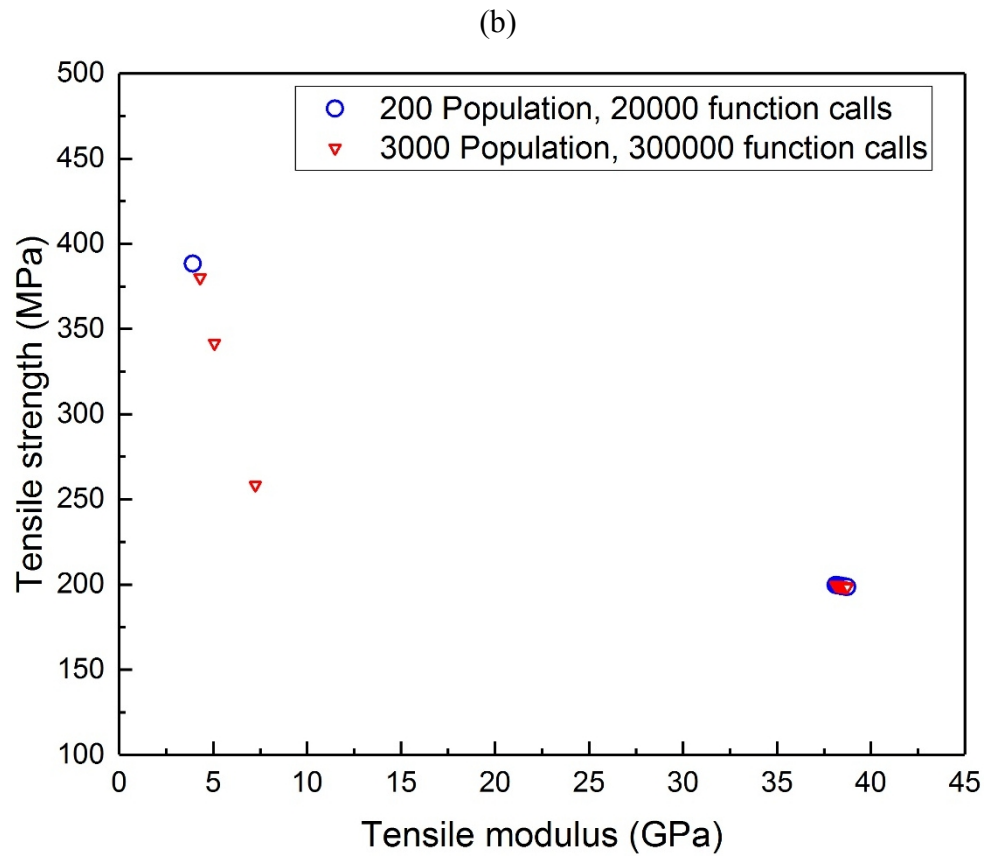 (b)
500
450
400
350
300
250
200
150
100
Tensile strength (MPa)
200 Population, 20000 function calls
3000 Population, 300000 function calls
0 5 10 15 20 25 30 35 40 45
Tensile modulus (GPa)